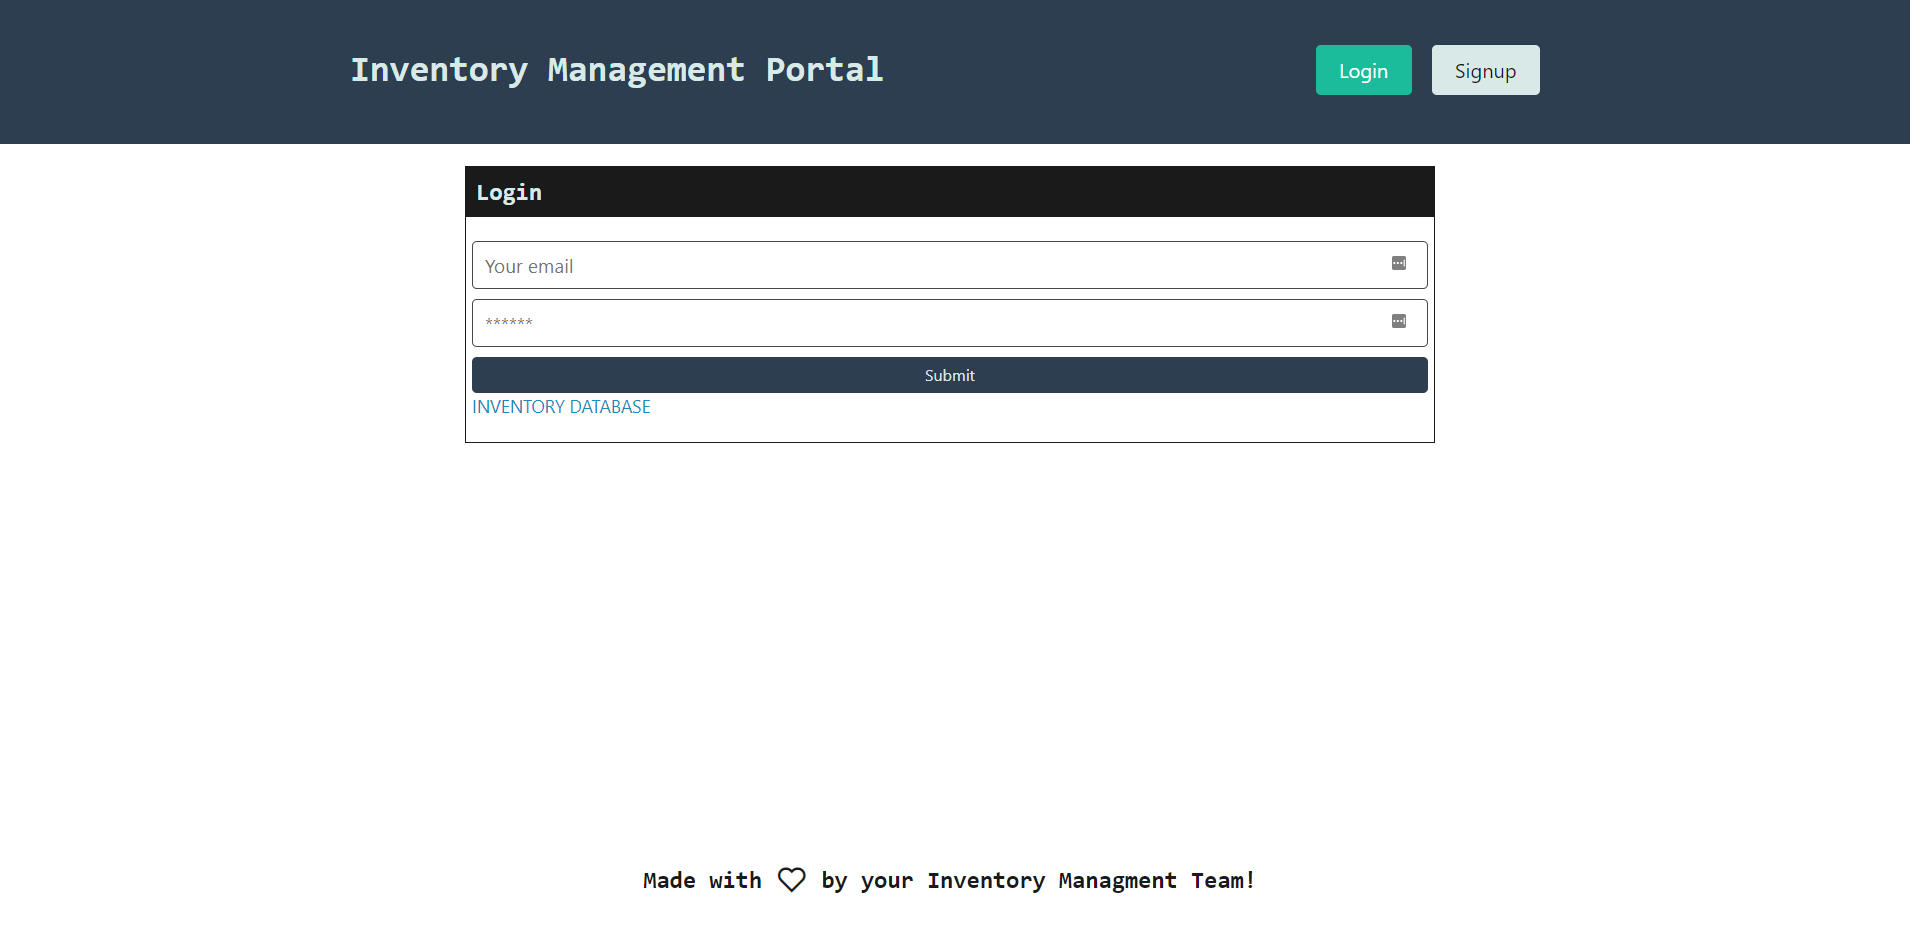 Inventory Management Portal
Login
Signup
Login
Your email
******
Submit
INVENTORY DATABASE
Made with ♡ by your Inventory Managment Team!